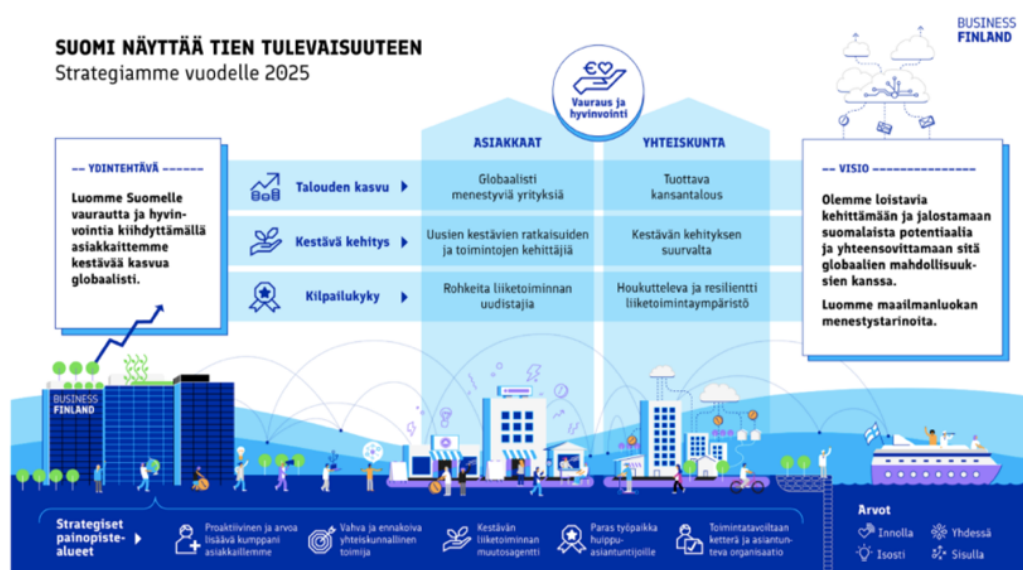 SUOMI NÄYTTÄÄ TIEN TULEVAISUUTEEN
Strategiamme vuodelle 2025
BUSINESS
FINLAND
Vauraus ja
hyvinvointi
YDINTEHTÄVÄ
Luomme Suomelle
vaurautta ja hyvin-
vointia kiihdyttämällä
asiakkaittemme
kestävää kasvua
globaalisti.
ASIAKKAAT
YHTEISKUNTA
Talouden kasvu
Globaalisti
menestyviä yrityksiä
Tuottava
kansantalous
Kestävä kehitys
Uusien kestävien ratkaisuiden
ja toimintojen kehittäjiä
Kestävän kehityksen
suurvalta
Kilpailukyky
Rohkeita liiketoiminnan
uudistajia
Houkutteleva ja resilientti
liiketoimintaympäristö
VISIO
Olemme loistavia
kehittämään ja jalostamaan
suomalaista potentiaalia
ja yhteensovittamaan sitä
globaalien mahdollisuuk-
sien kanssa.
Luomme maailmanluokan
menestystarinoita.
BUSINESS
FINLAND
Strategiset
painopiste-
alueet
Proaktiivinen ja arvoa
lisäävä kumppani
asiakkaillemme
Vahva ja ennakoiva
yhteiskunnallinen
toimija
Kestävän
liiketoiminnan
muutosagentti
Paras työpaikka
huippu-
asiantuntijoille
Toimintatavoiltaan
ketterä ja asiantun-
teva organisaatio
Arvot
Innolla
Yhdessä
Isosti
Sisulla